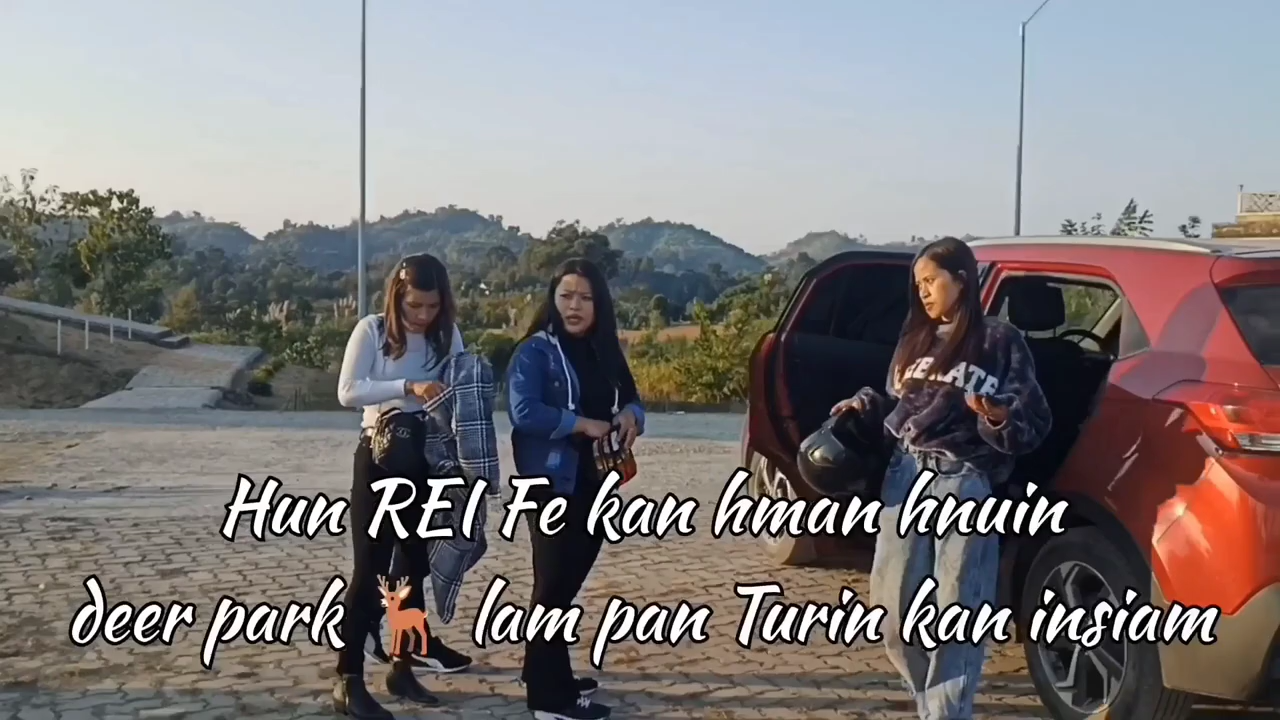 Hun REI Fe kan hman hnuin
deer park🦌 lam pan Turin kan insiam